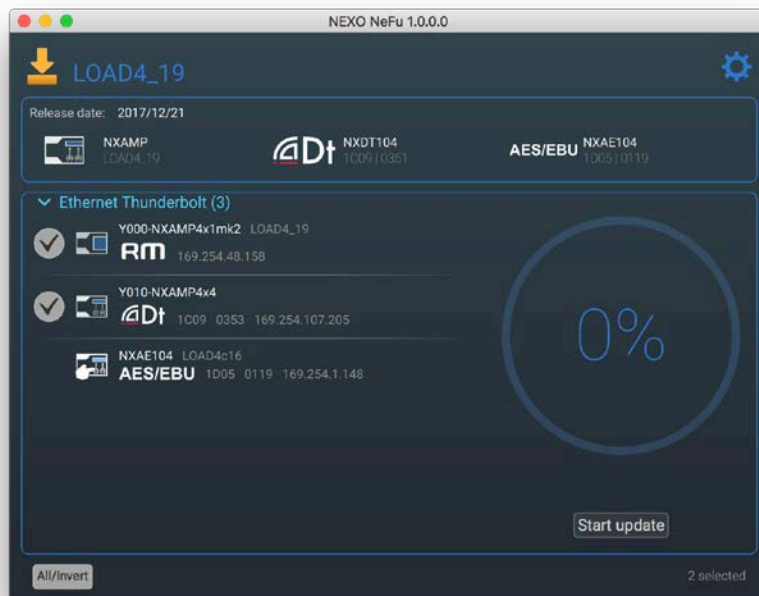 NEXO NeFu 1.0.0.0
LOAD4_19
Release date: 2017/12/21
NXAMP
LOAD4_19
Dt NXDT104
1C09|0351
AES/EBU NXAE104
1D05|0119
Ethernet Thunderbolt (3)
Y000-NXAMP4x1mk2 LOAD4_19
RM 169.254.48.158
Y010-NXAMP4x4
Dt 1C09 0353 169.254.107.205
NXAE104 LOAD4c16
AES/EBU 1D05 0119 169.254.1.148
0%
Start update
All/Invert
2 selected